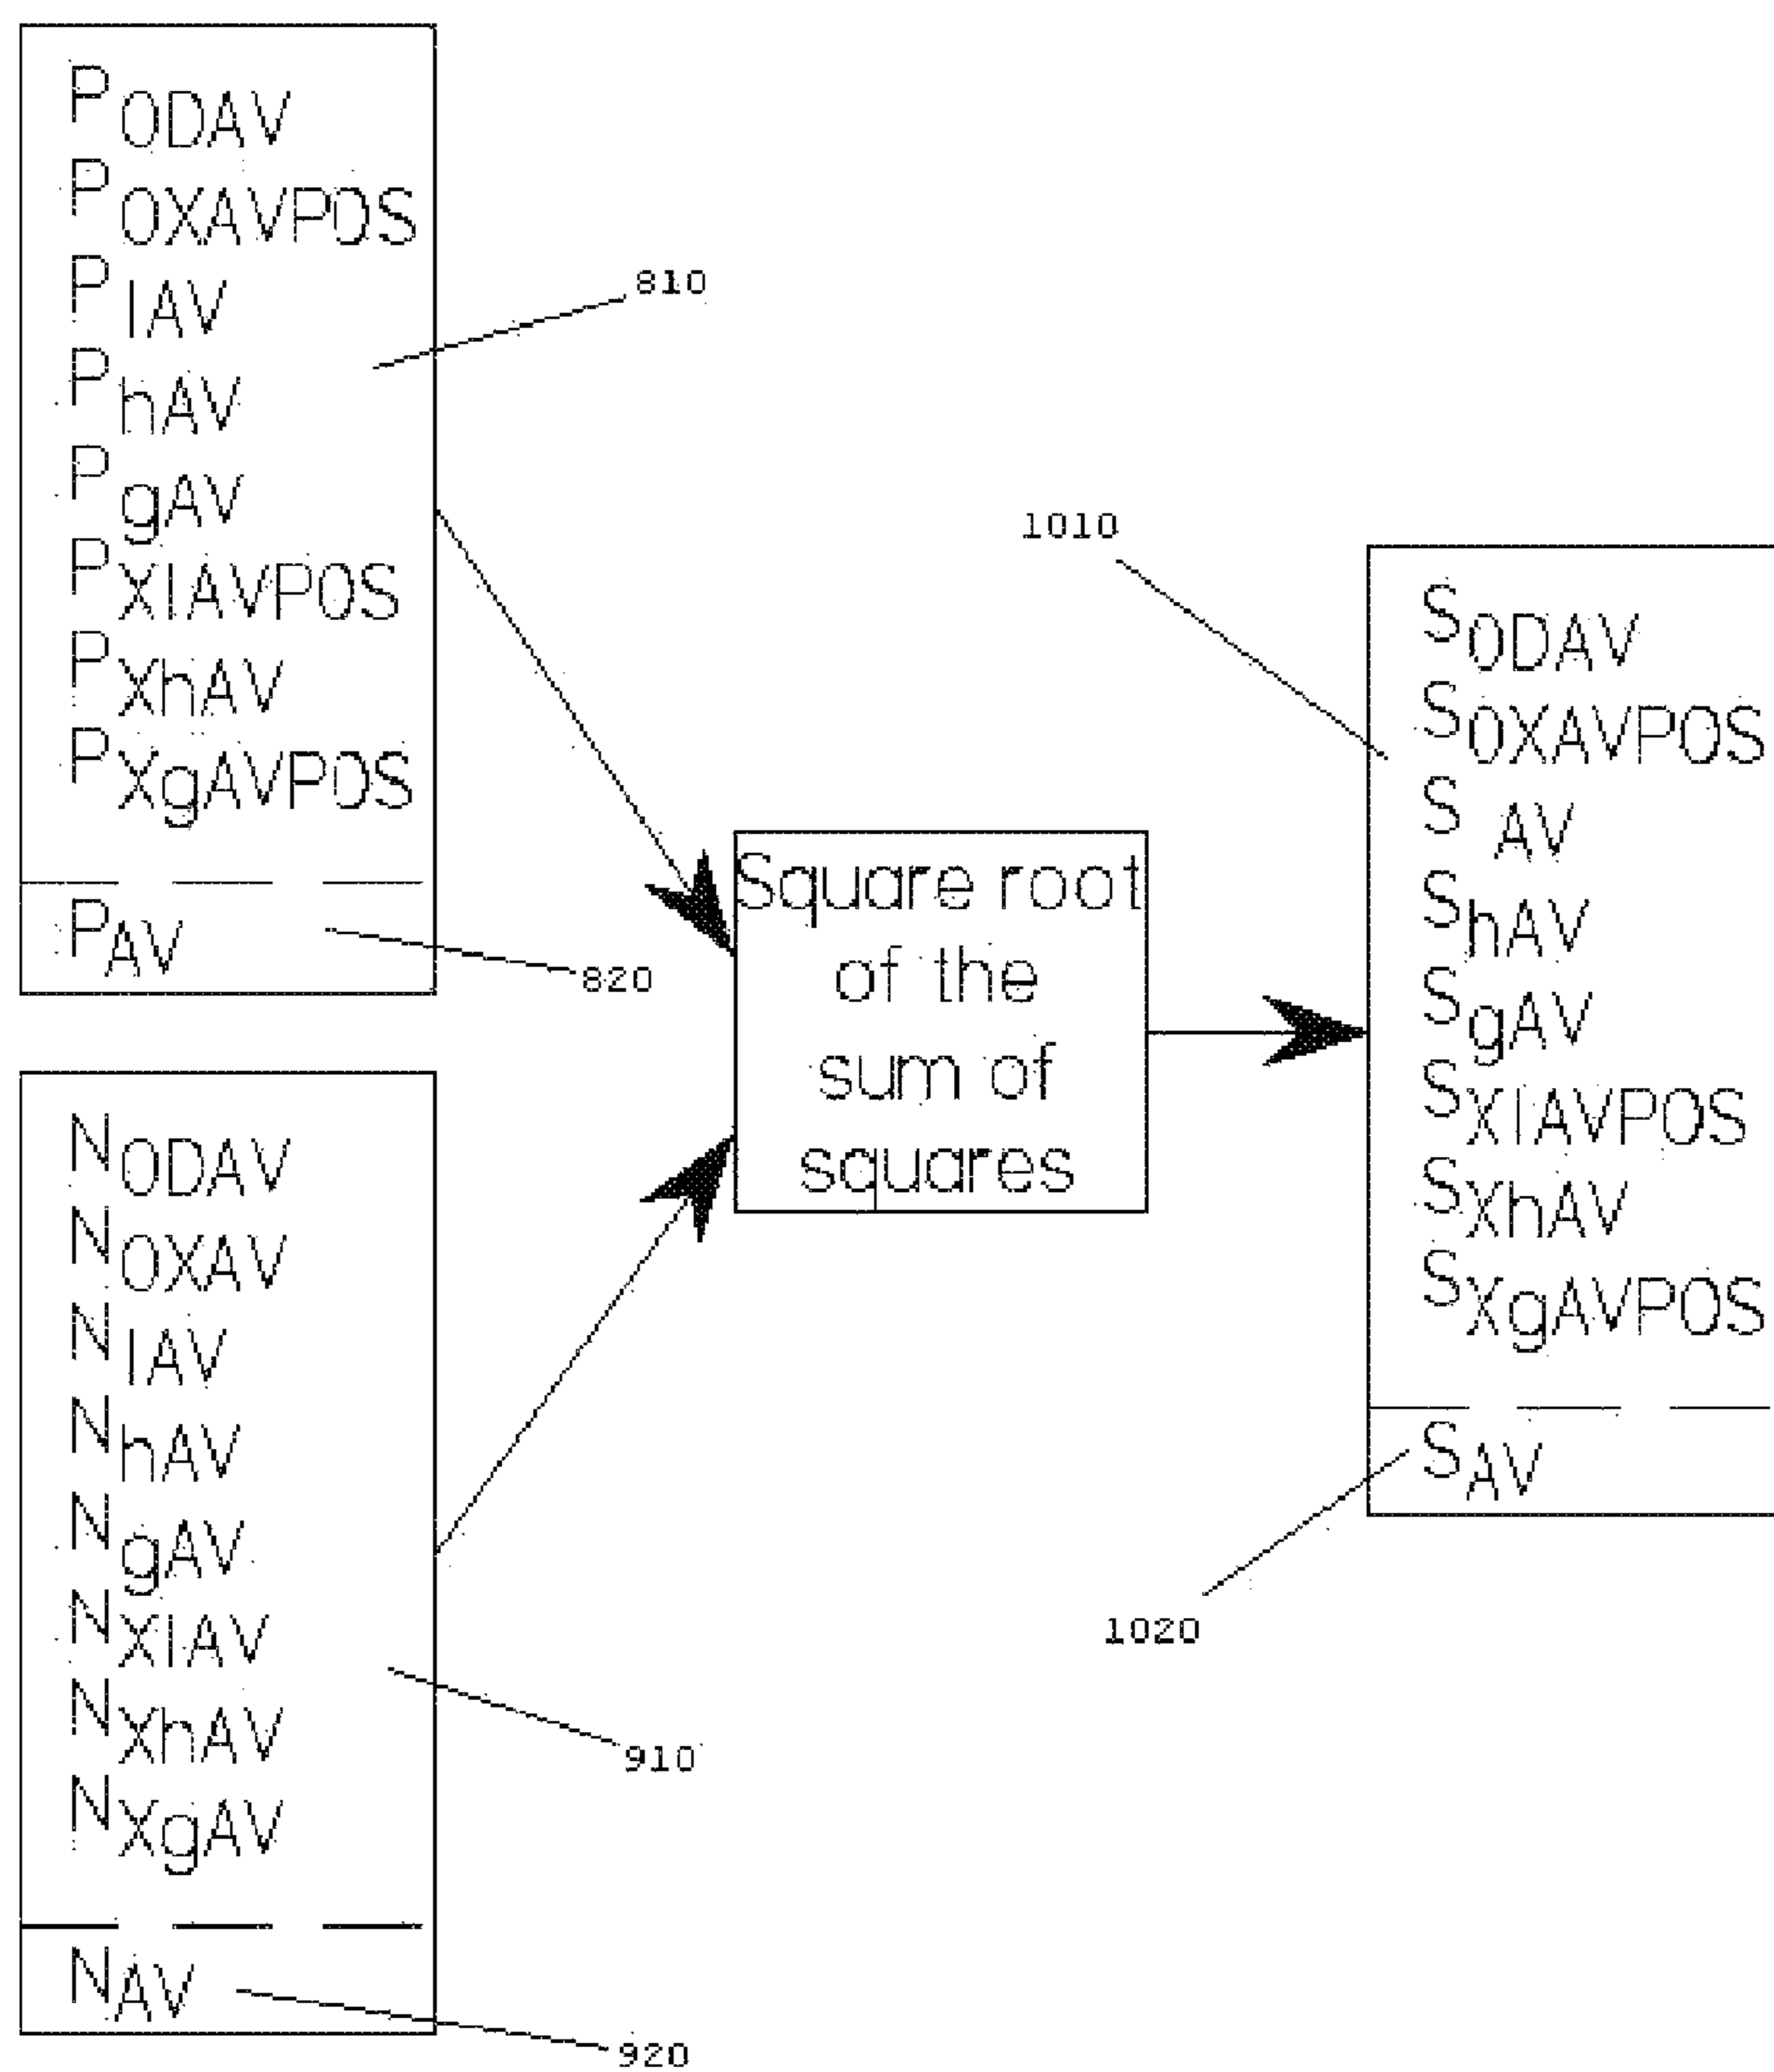 PODAV
POXAVPOS
PIAV
PhAV
PgAV
PXIAVPOS
PXhAV
PXgAVPOS
PAV
810
820
NODAV
NOXAV
NIAV
NhAV
NgAV
NXIAV
NXhAV
NXgAV
NAV
910
920
Square root
of the
sum of
squares
1010
SODAV
SOXAVPOS
S AV
ShAV
SgAV
SXIAVPOS
SXhAV
SXgAVPOS
SAV
1020